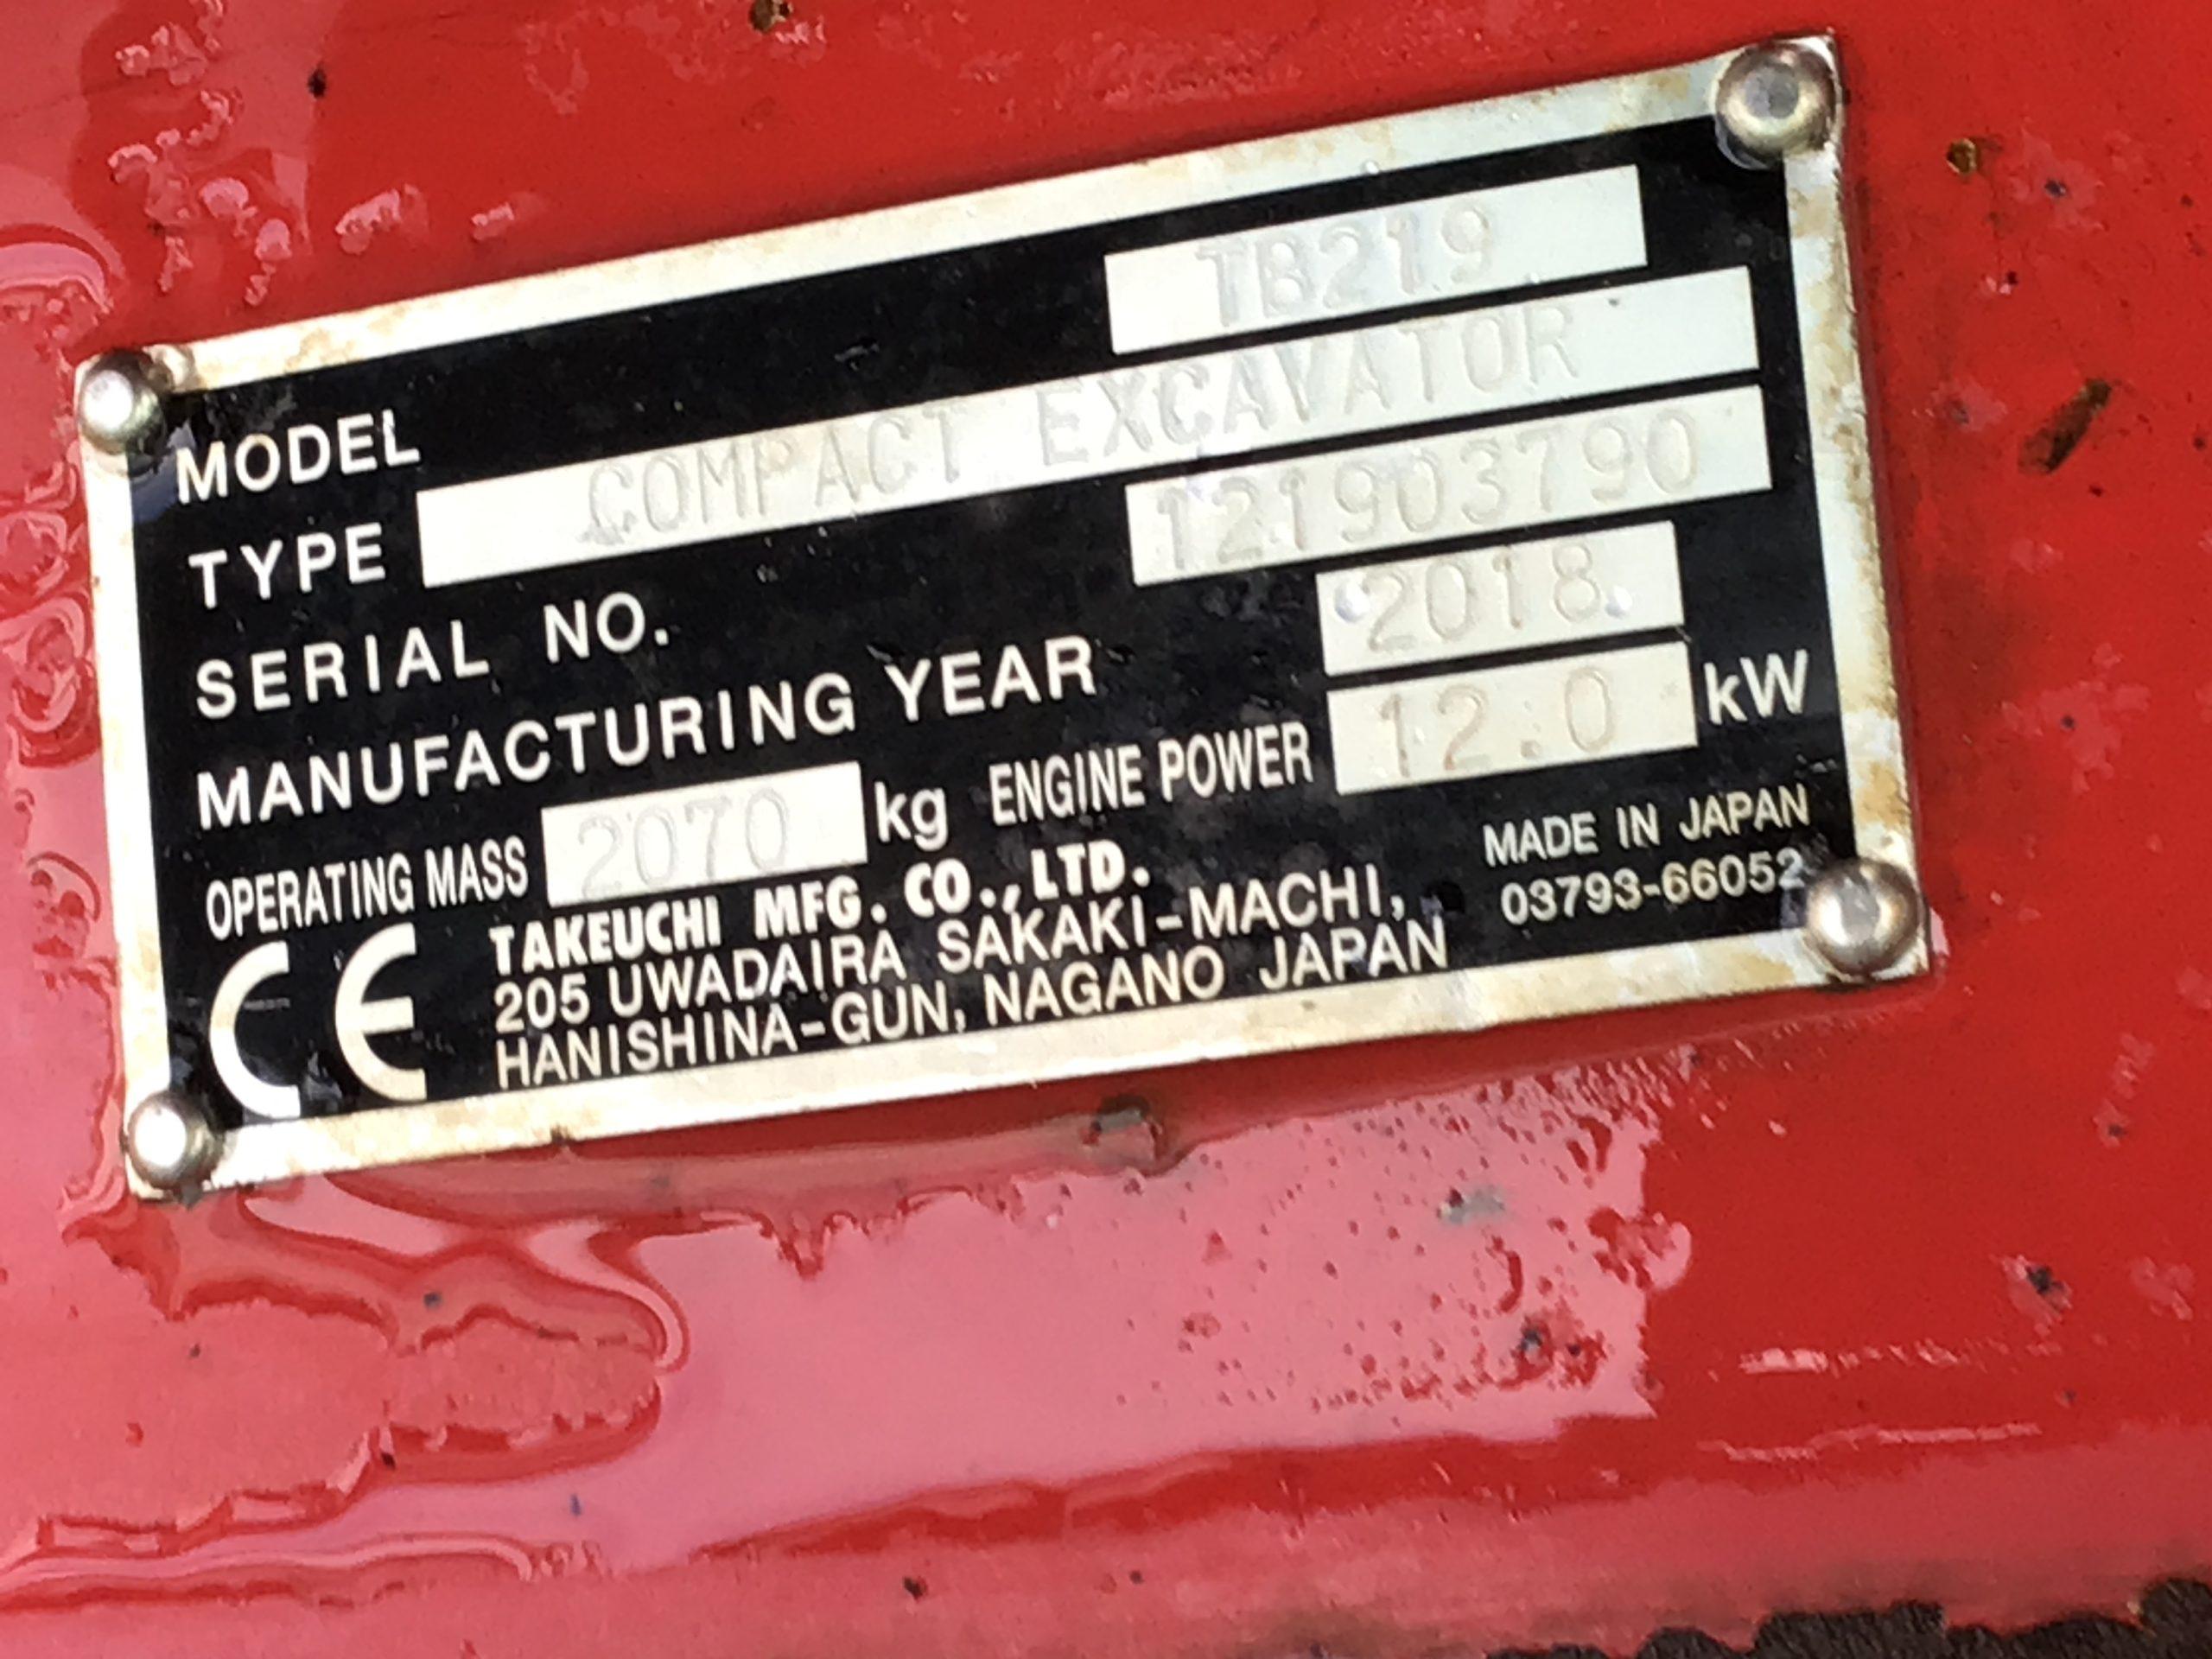 MODEL TB219
TYPE COMPACT EXCAVATOR
SERIAL NO. 121903790
MANUFACTURING YEAR 2018
OPERATING MASS 2070 kg ENGINE POWER 12.0 kW
CE TAKEUCHI MFG. CO., LTD. MADE IN JAPAN
205 UWADAIRA SAKAKI-MACHI, 03793-66052
HANISHINA-GUN, NAGANO JAPAN